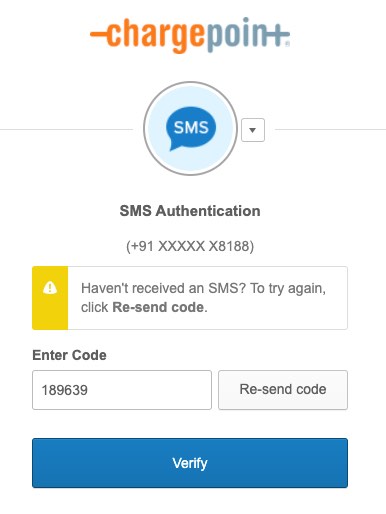 chargepoint
SMS
SMS Authentication
(+91 XXXXX X8188)
Haven't received an SMS? To try again,
click Re-send code.
Enter Code
189639
Re-send code
Verify